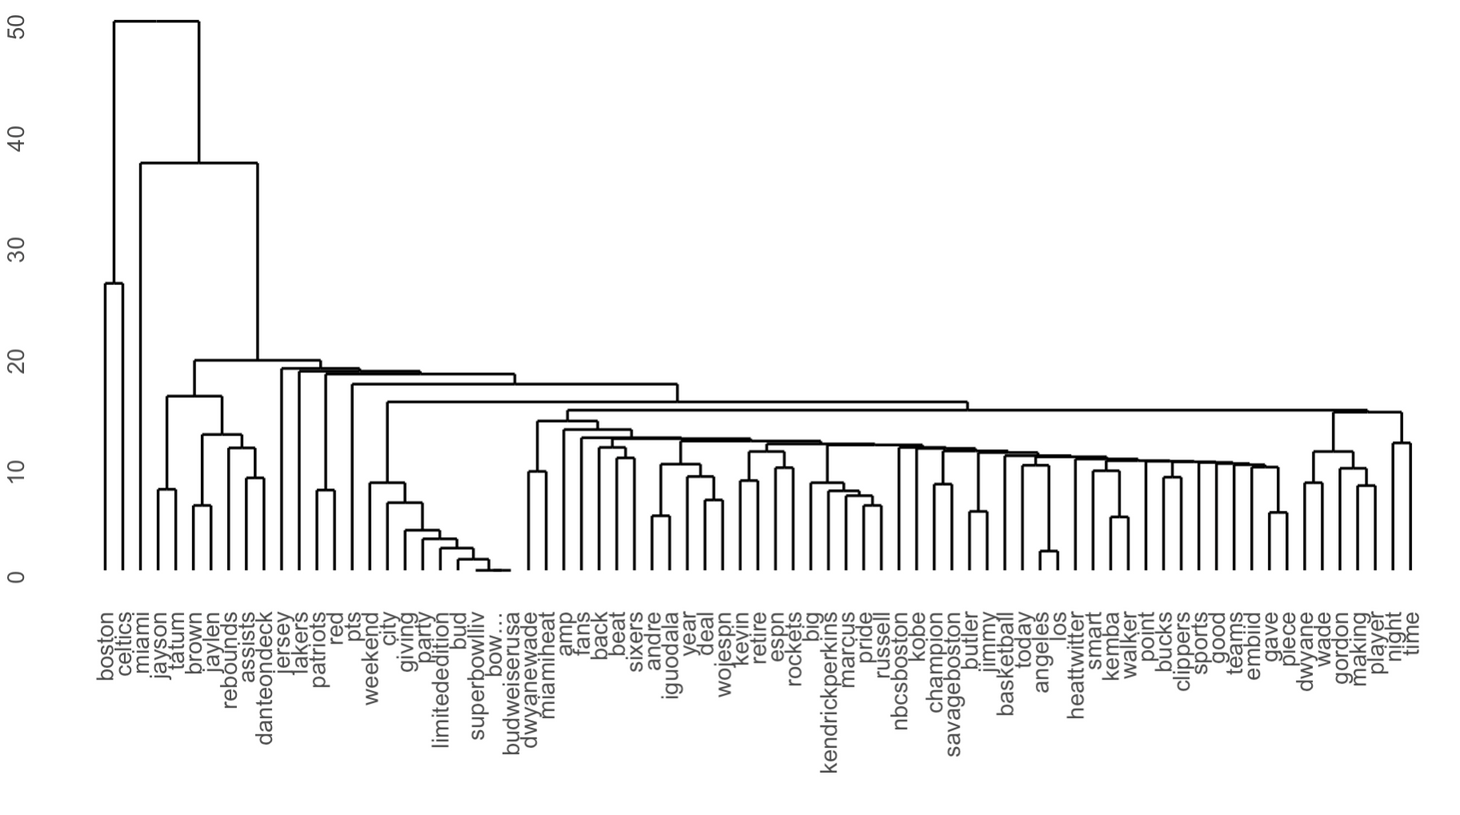 50
40
30
20
10
0
boston
celtics
miami
jayson
tatum
brown
jaylen
rebounds
assists
danteondeck
jersey
lakers
patriots
red
pts
weekend
city
giving
party
limitededition
bud
superbowlliv
bow…
budweiserusa
dwyanewade
miamiheat
amp
fans
back
beat
sixers
andre
iguodala
year
deal
wojespn
kevin
retire
espn
rockets
big
kendrickperkins
marcus
pride
russell
nbcsboston
kobe
champion
savageboston
butler
jimmy
basketball
today
angeles
los
heattwitter
smart
kemba
walker
point
bucks
clippers
sports
good
teams
embiid
gave
piece
dwyane
wade
gordon
making
player
night
time